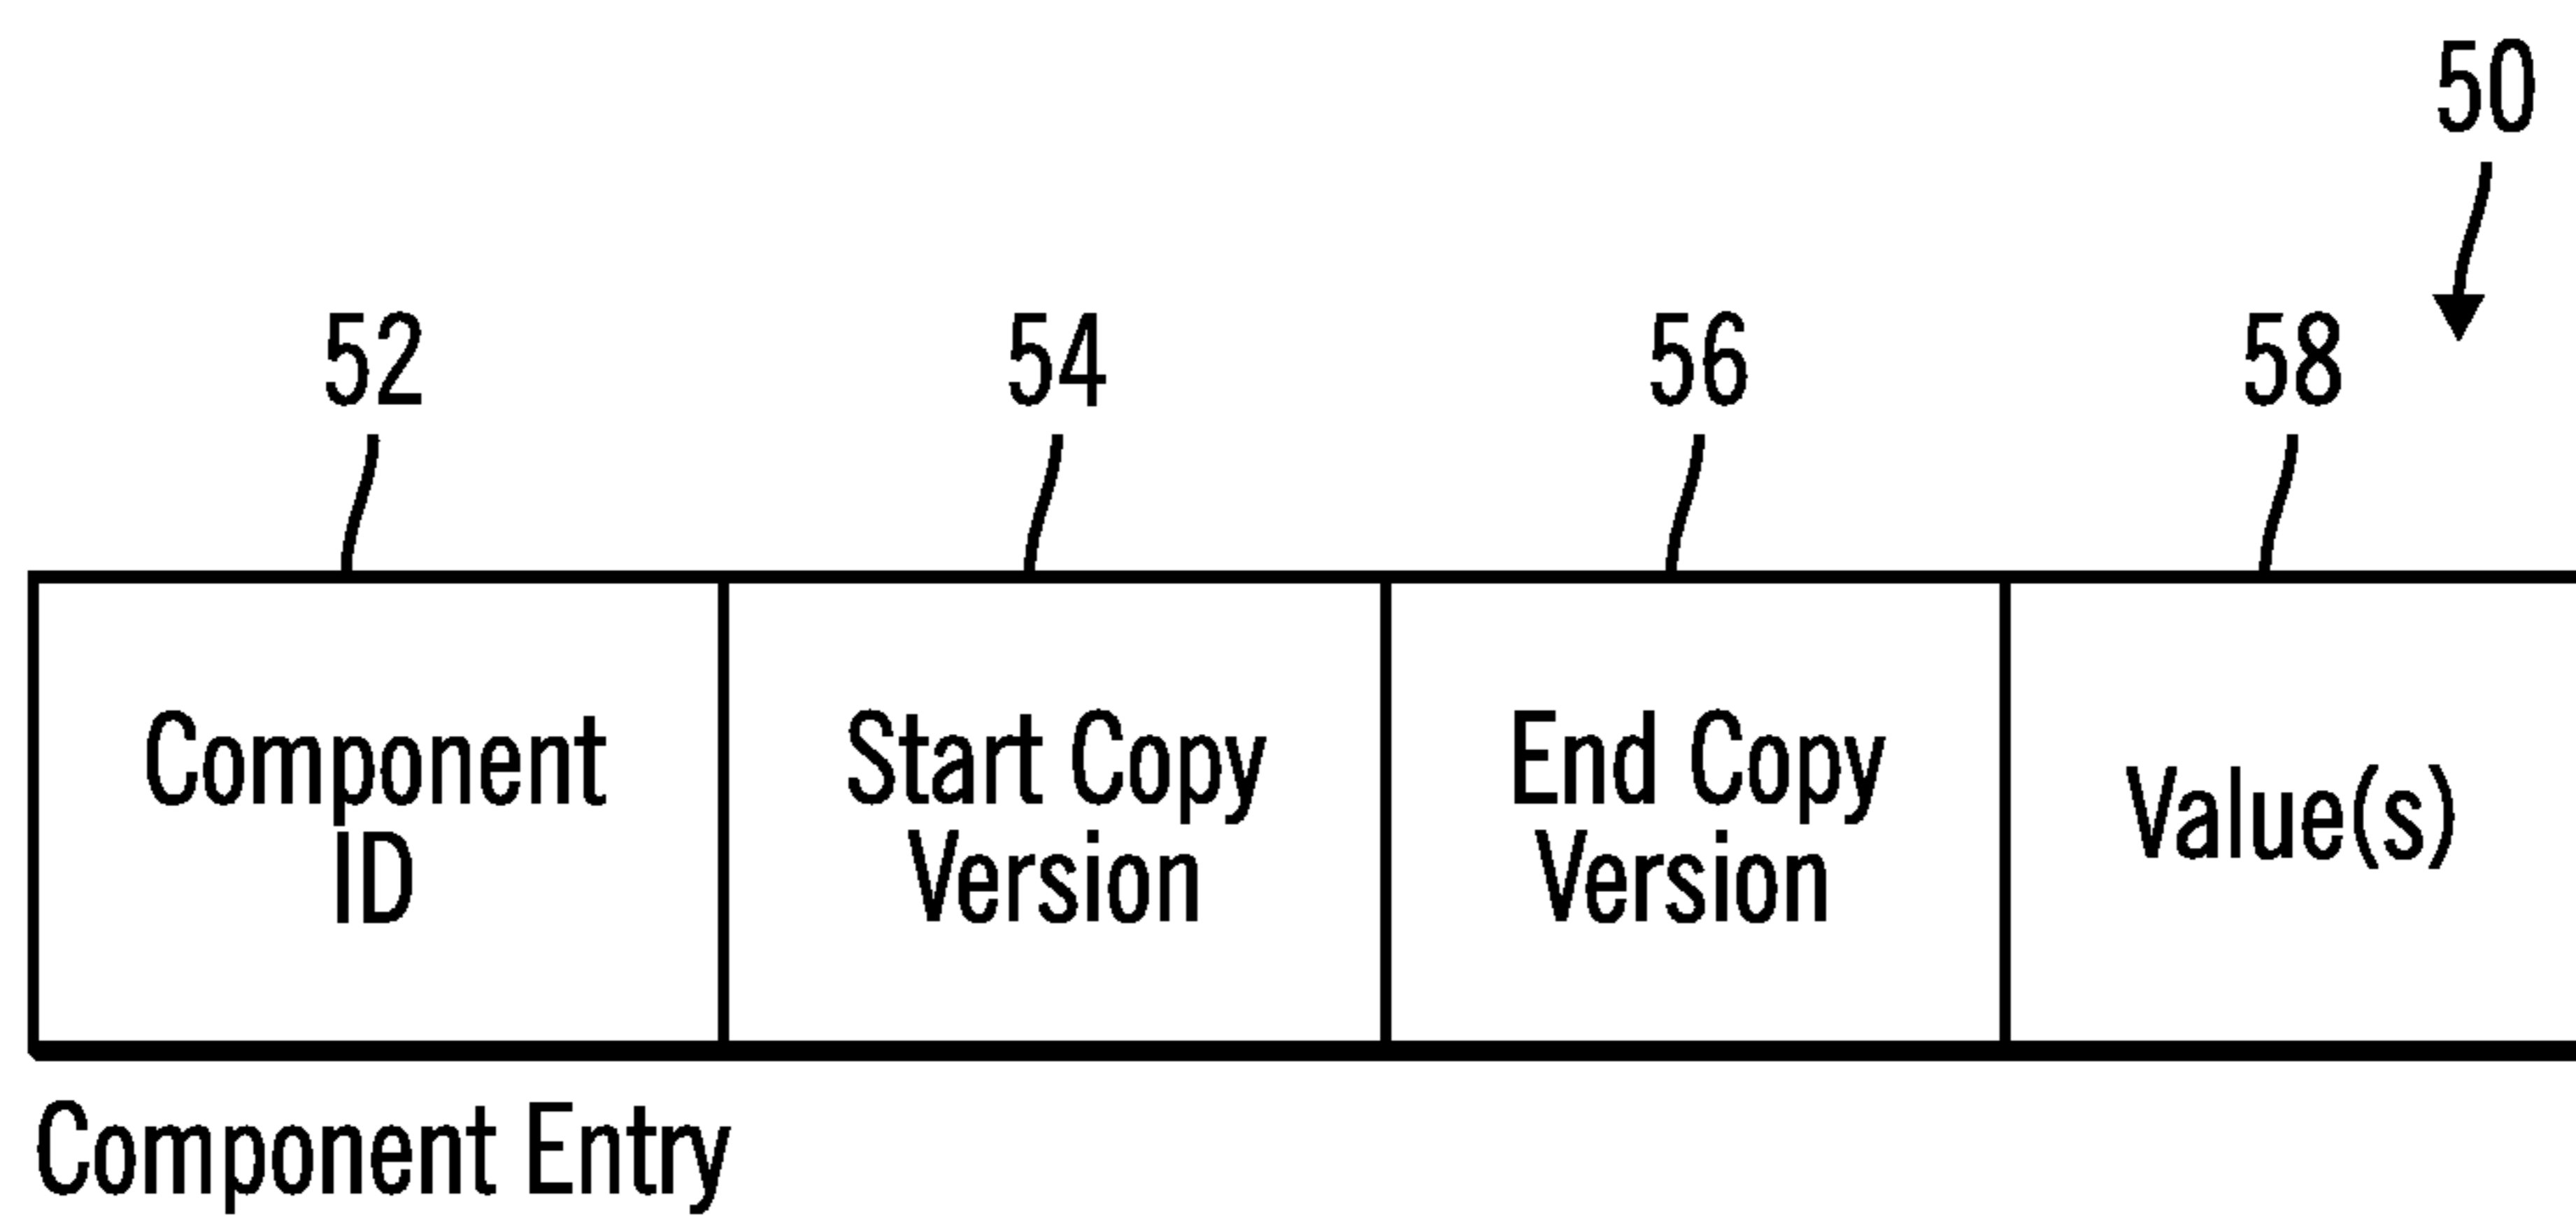 50
52
54
56
58
Component
ID
Start Copy
Version
End Copy
Version
Value(s)
Component Entry